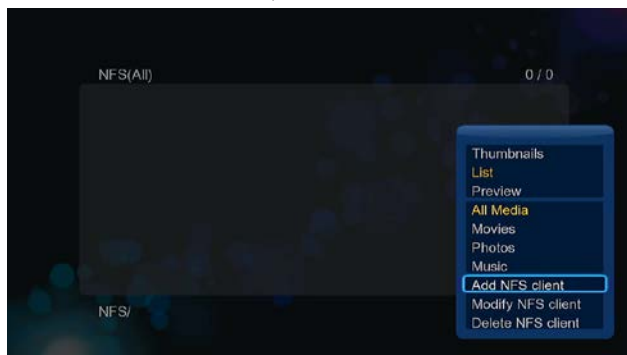 NFS(All)
0 / 0
Thumbnails
List
Preview
All Media
Movies
Photos
Music
Add NFS client
Modify NFS client
Delete NFS client
NFS/